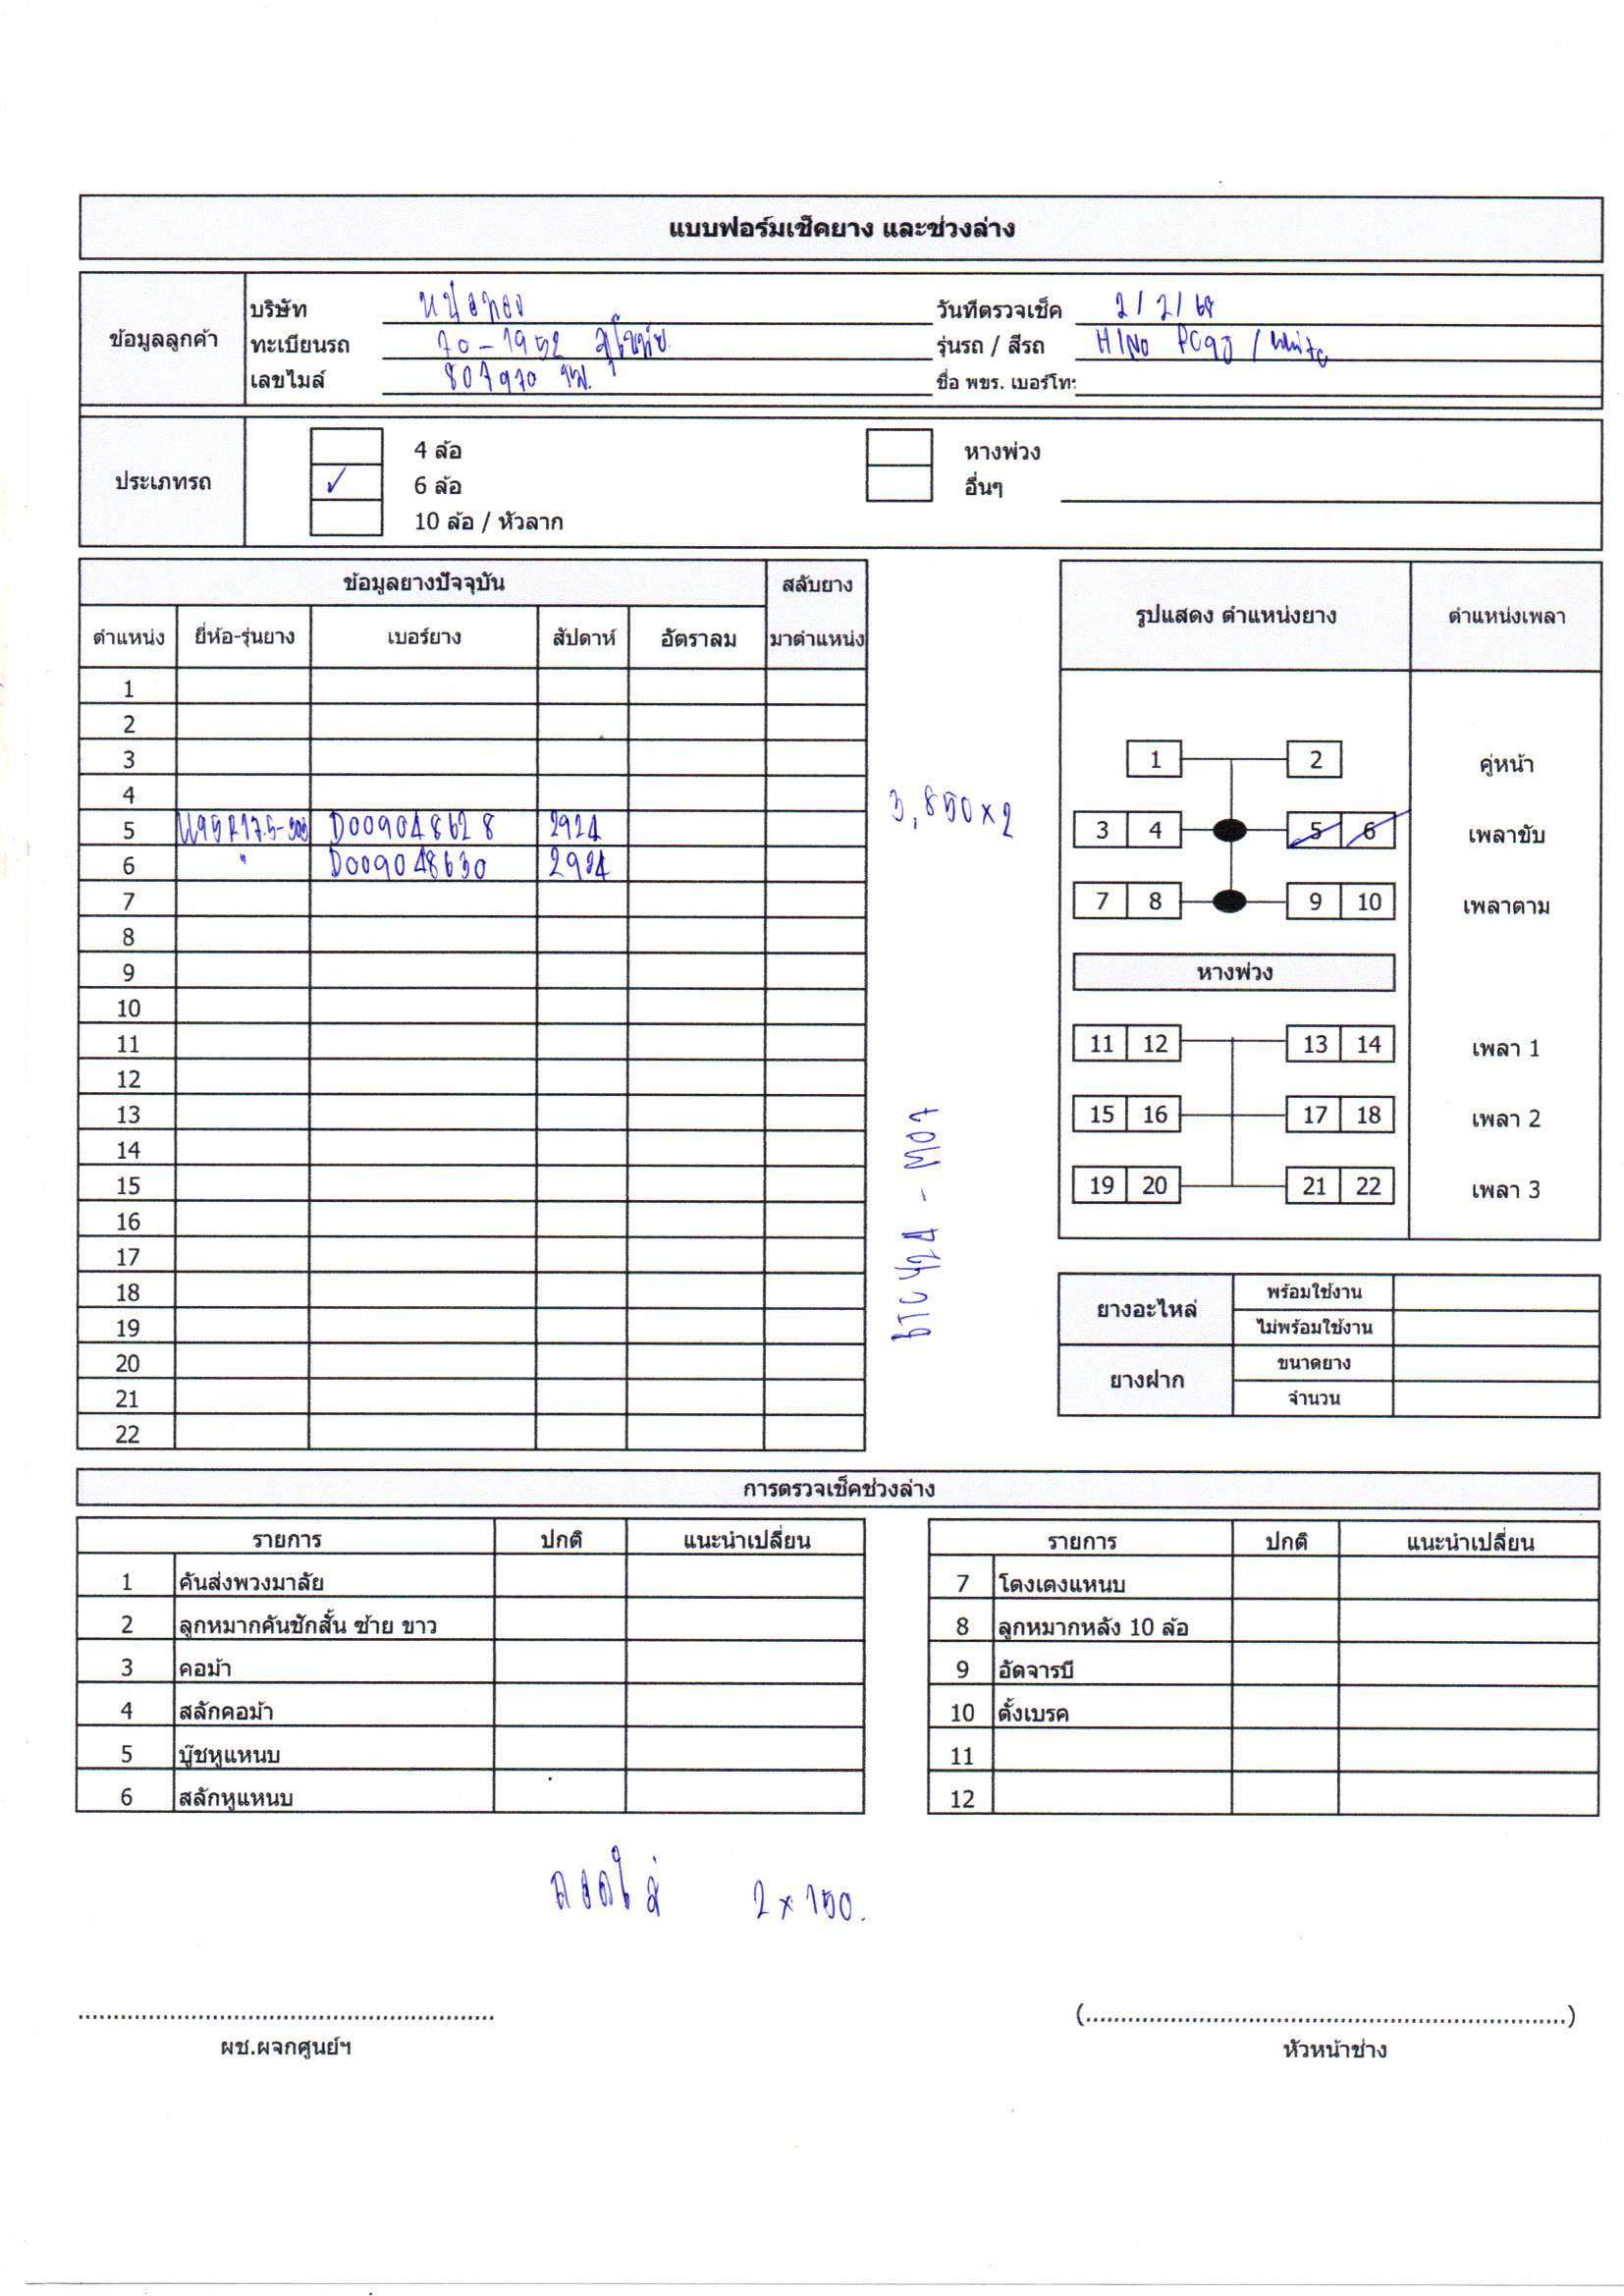 แบบฟอร์มเช็คยาง และช่วงล่าง
ข้อมูลลูกค้า
บริษัท หน่อทอง วันที่ตรวจเช็ค 2/2/68
ทะเบียนรถ 70-1952 สุโขทัย รุ่นรถ / สีรถ HINO FC9J / white
เลขไมล์ 807970 กม. ชื่อ พขร. เบอร์โทร
ประเภทรถ
4 ล้อ หางพ่วง
✓ 6 ล้อ อื่นๆ
10 ล้อ / หัวลาก
ข้อมูลยางปัจจุบัน สลับยาง
ตำแหน่ง ยี่ห้อ-รุ่นยาง เบอร์ยาง สัปดาห์ อัตราลม มาตำแหน่ง
1
2
3
4
5 D009048628 2924
6 " D009048630 2924
7
8
9
10
11
12
13
14
15
16
17
18
19
20
21
22
3,850x2
- M07
รูปแสดง ตำแหน่งยาง ตำแหน่งเพลา
1 2 คู่หน้า
3 4 5 6 เพลาขับ
7 8 9 10 เพลาตาม
หางพ่วง
11 12 13 14 เพลา 1
15 16 17 18 เพลา 2
19 20 21 22 เพลา 3
ยางอะไหล่ พร้อมใช้งาน
ไม่พร้อมใช้งาน
ยางฝาก ขนาดยาง
จำนวน
การตรวจเช็คช่วงล่าง
รายการ ปกติ แนะนำเปลี่ยน รายการ ปกติ แนะนำเปลี่ยน
1 คันส่งพวงมาลัย 7 โตงเตงแหนบ
2 ลูกหมากคันชักสั้น ซ้าย ขาว 8 ลูกหมากหลัง 10 ล้อ
3 คอม้า 9 อัดจารบี
4 สลักคอม้า 10 ตั้งเบรค
5 บู๊ชหูแหนบ 11
6 สลักหูแหนบ 12
ถอดใส่ 2 x 150.
(........................................)
ผช.ผจกศูนย์ฯ หัวหน้าช่าง